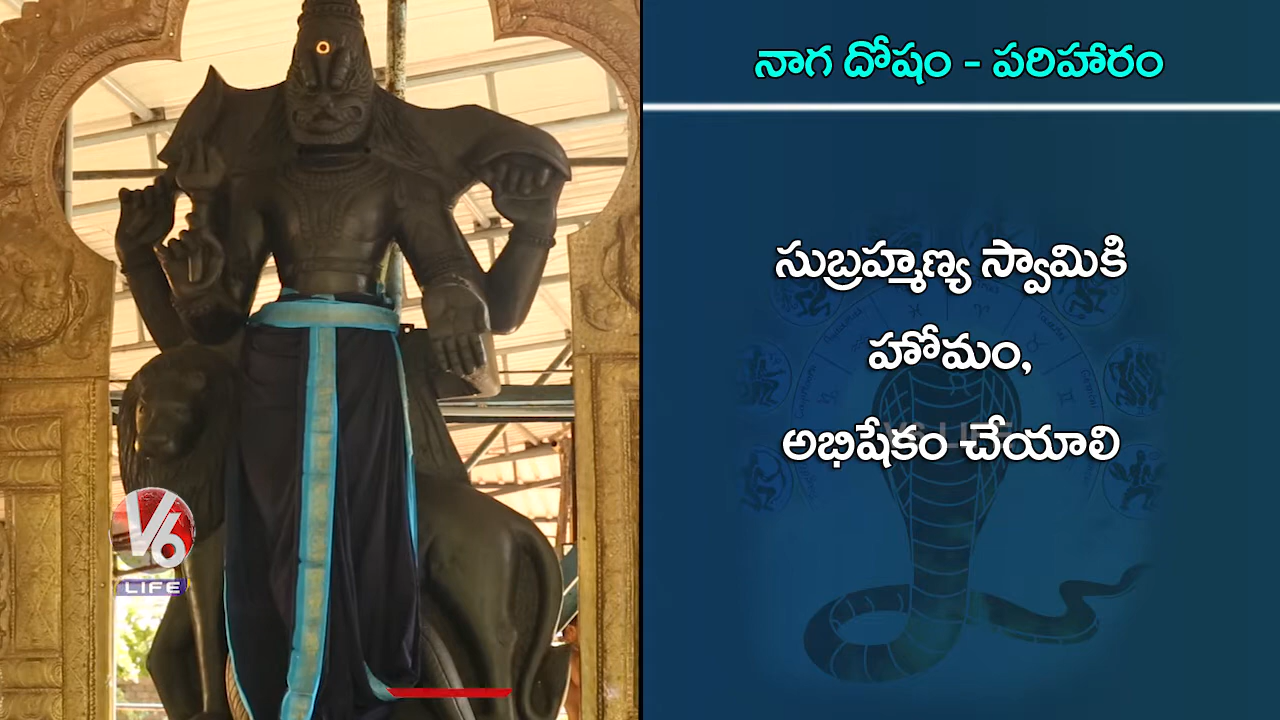 నాగ దోషం - పరిహారం
సుబ్రహ్మణ్య స్వామికి
హోమం,
అభిషేకం చేయాలి
V6
LIFE